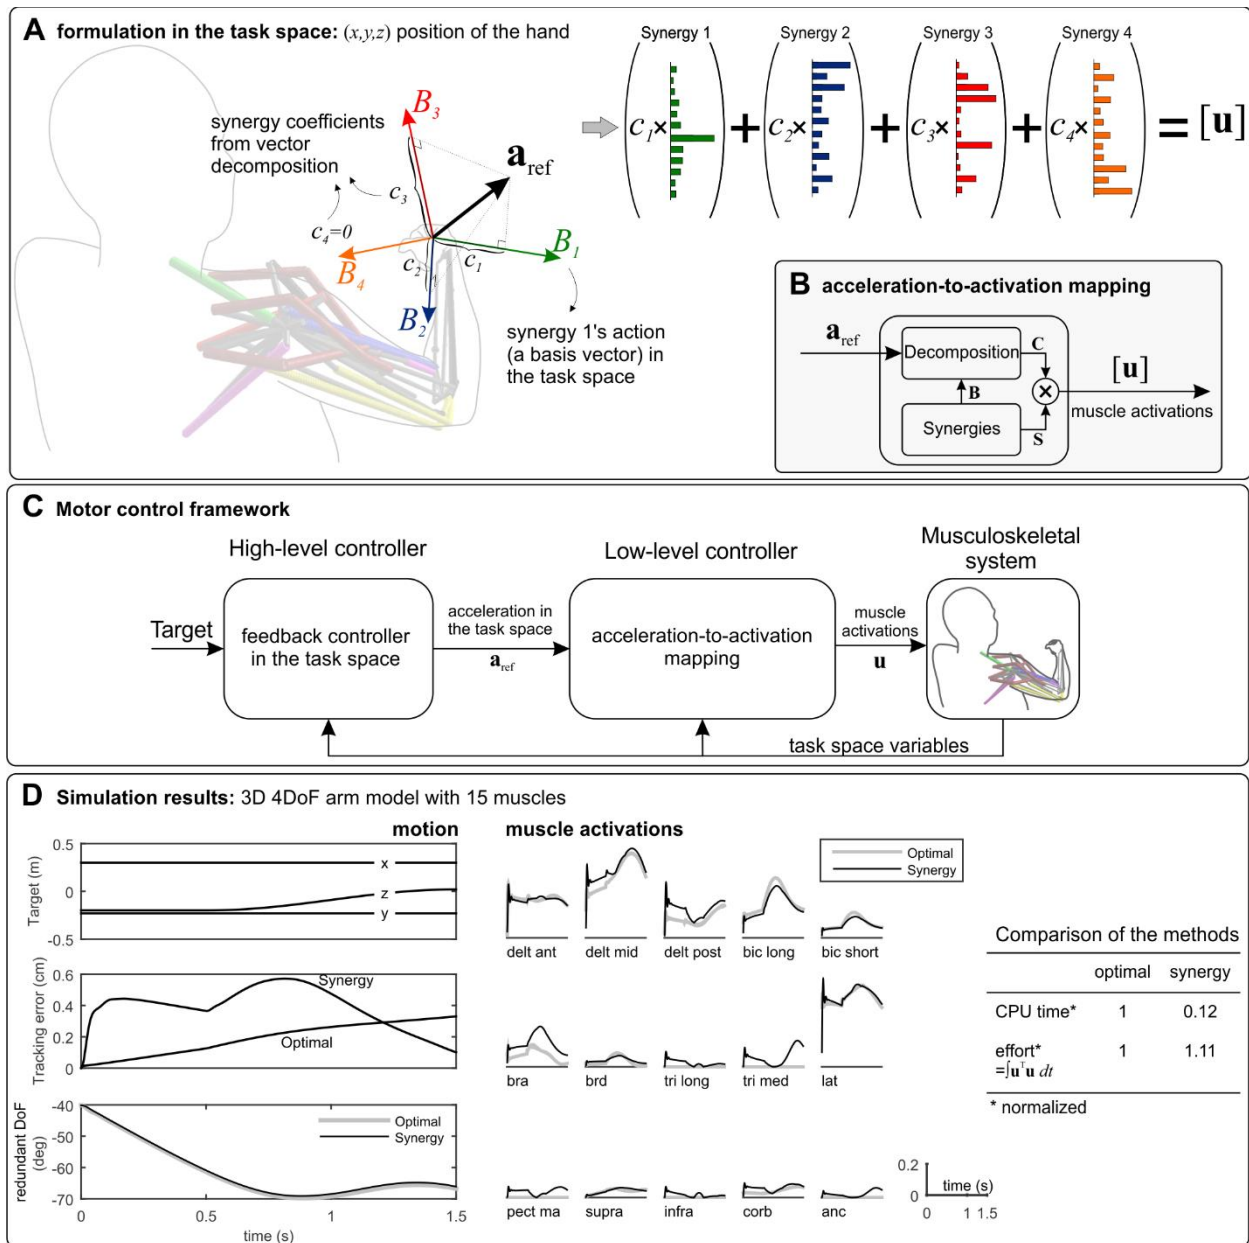 A formulation in the task space: (x,y,z) position of the hand
synergy coefficients
from vector
decomposition
B3
a_ref
c3
c4=0
B4
c2
c1
B1
B2
synergy 1's action
(a basis vector) in
the task space
Synergy 1
Synergy 2
Synergy 3
Synergy 4
c1× + c2× + c3× + c4× = [u]
B acceleration-to-activation mapping
a_ref
Decomposition
C
B
Synergies
S
×
[u]
muscle activations
C Motor control framework
High-level controller
Low-level controller
Musculoskeletal
system
Target
feedback controller
in the task space
acceleration in
the task space
a_ref
acceleration-to-activation
mapping
muscle
activations
u
task space variables
D Simulation results: 3D 4DoF arm model with 15 muscles
motion
Target (m)
0.5
0
-0.5
x
z
y
Tracking error (cm)
0.6
0.4
0.2
0
Synergy
Optimal
redundant DoF
(deg)
-40
-50
-60
-70
Optimal
Synergy
0 0.5 1 1.5
time (s)
muscle activations
Optimal
Synergy
delt ant delt mid delt post bic long bic short
bra brd tri long tri med lat
pect ma supra infra corb anc
0.2
0
time (s)
0 1 1.5
Comparison of the methods
optimal synergy
CPU time* 1 0.12
effort* 1 1.11
=∫uᵀu dt
* normalized